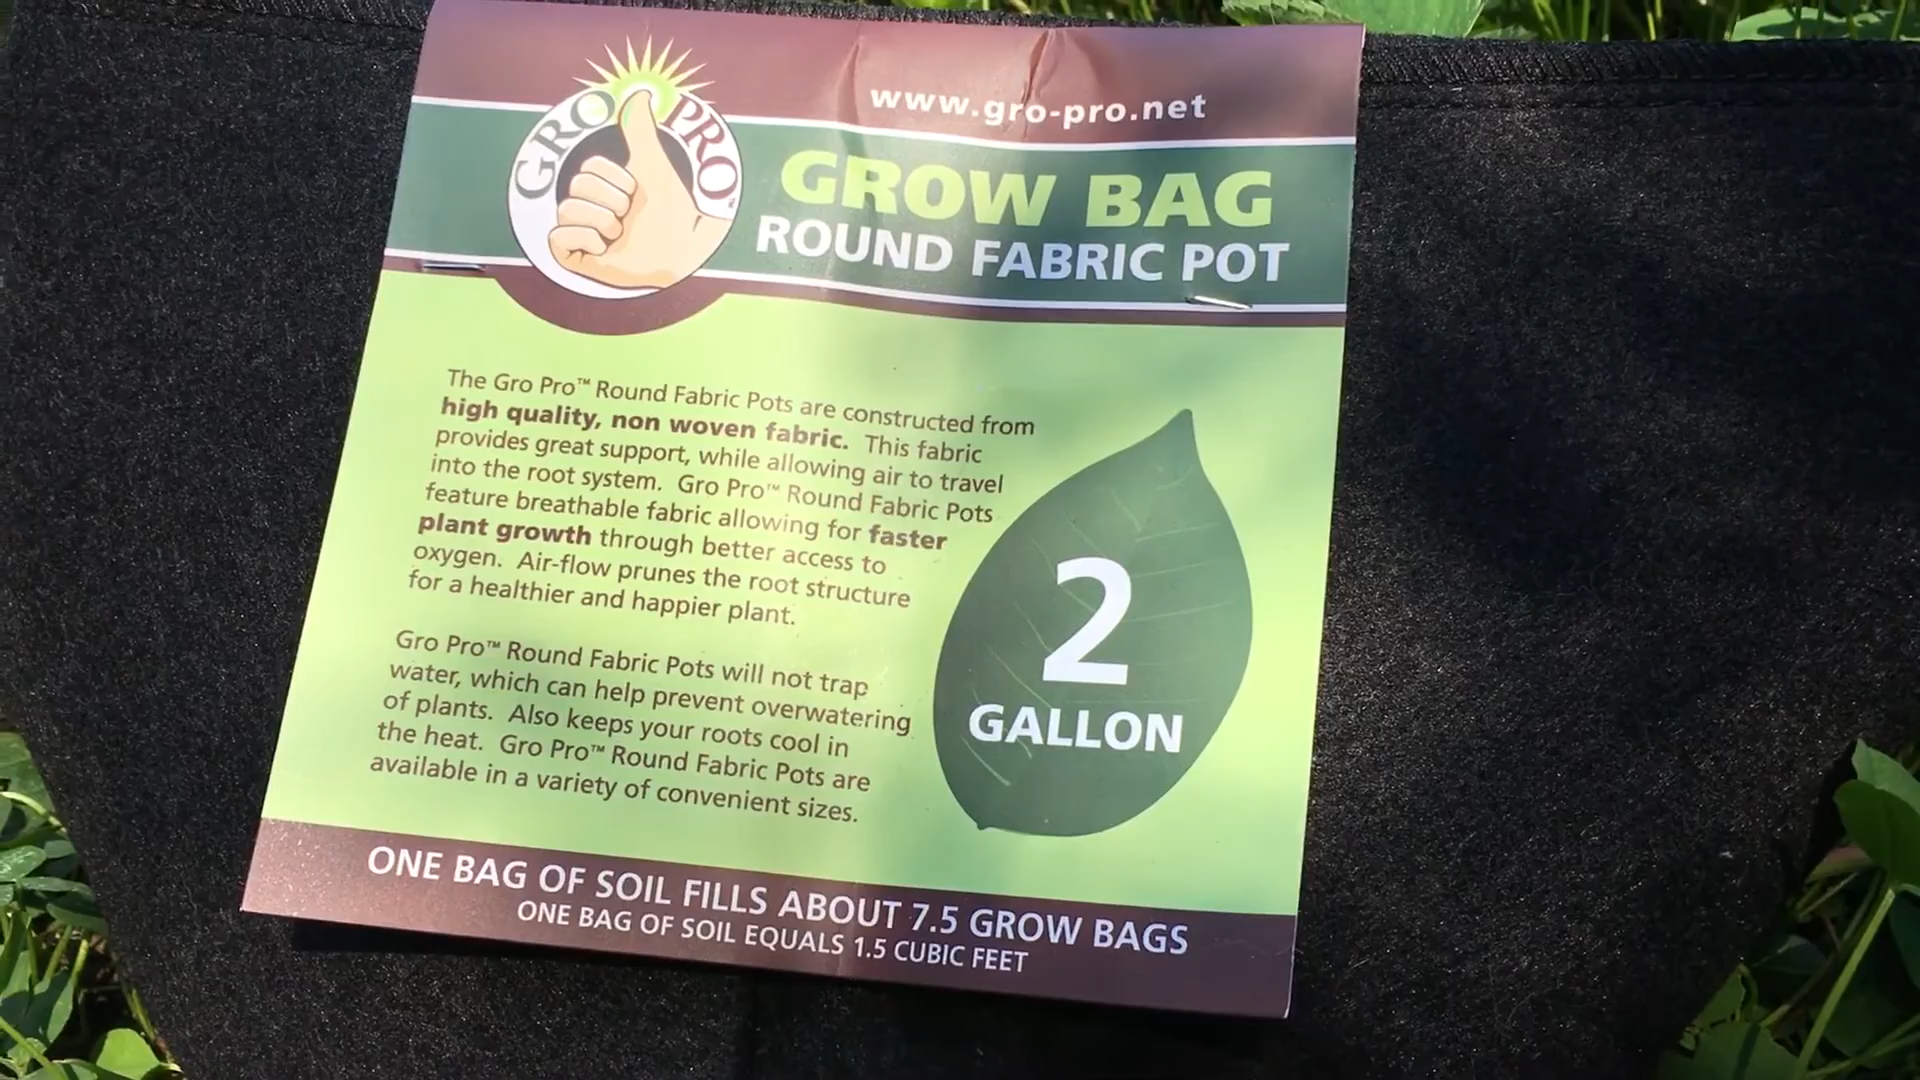 GRO PRO™
www.gro-pro.net
GROW BAG
ROUND FABRIC POT
The Gro Pro™ Round Fabric Pots are constructed from
high quality, non woven fabric. This fabric
provides great support, while allowing air to travel
into the root system. Gro Pro™ Round Fabric Pots
feature breathable fabric allowing for faster
plant growth through better access to
oxygen. Air-flow prunes the root structure
for a healthier and happier plant.
Gro Pro™ Round Fabric Pots will not trap
water, which can help prevent overwatering
of plants. Also keeps your roots cool in
the heat. Gro Pro™ Round Fabric Pots are
available in a variety of convenient sizes.
2
GALLON
ONE BAG OF SOIL FILLS ABOUT 7.5 GROW BAGS
ONE BAG OF SOIL EQUALS 1.5 CUBIC FEET